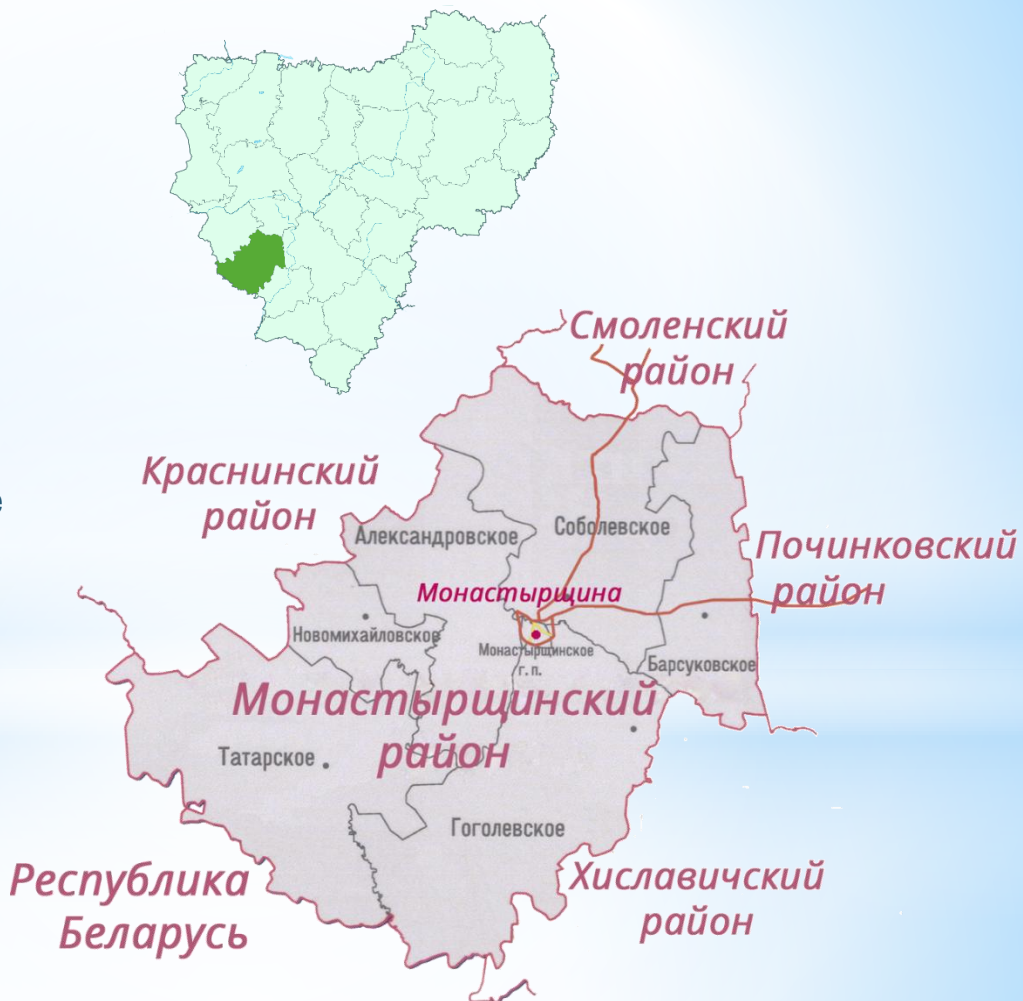 Смоленский
район
Краснинский
район
е
Александровское
Соболевское
Починковский
район
Монастырщина
Новомихайловское
Монастырщинское
г. п.
Барсуковское
Монастырщинский
район
Татарское
Гоголевское
Республика
Беларусь
Хиславичский
район